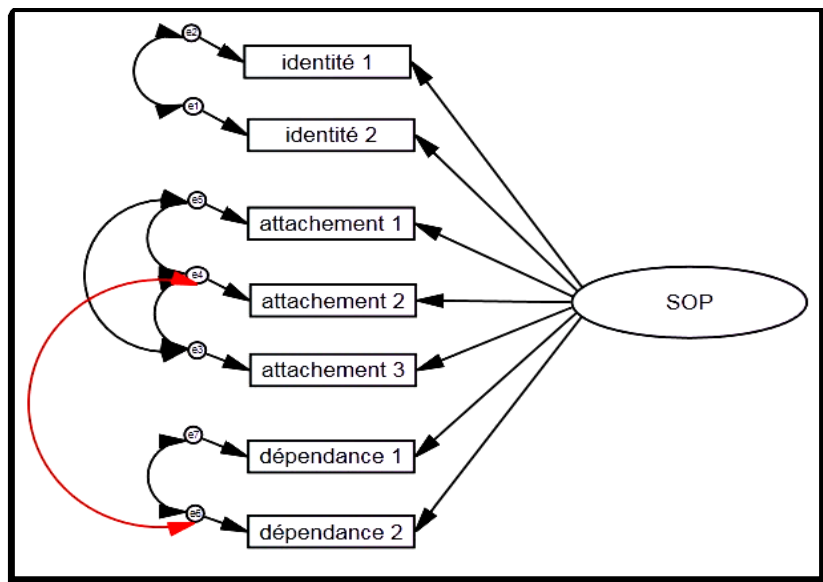 e2
identité 1
e1
identité 2
e5
attachement 1
e4
attachement 2
SOP
e3
attachement 3
e7
dépendance 1
e6
dépendance 2